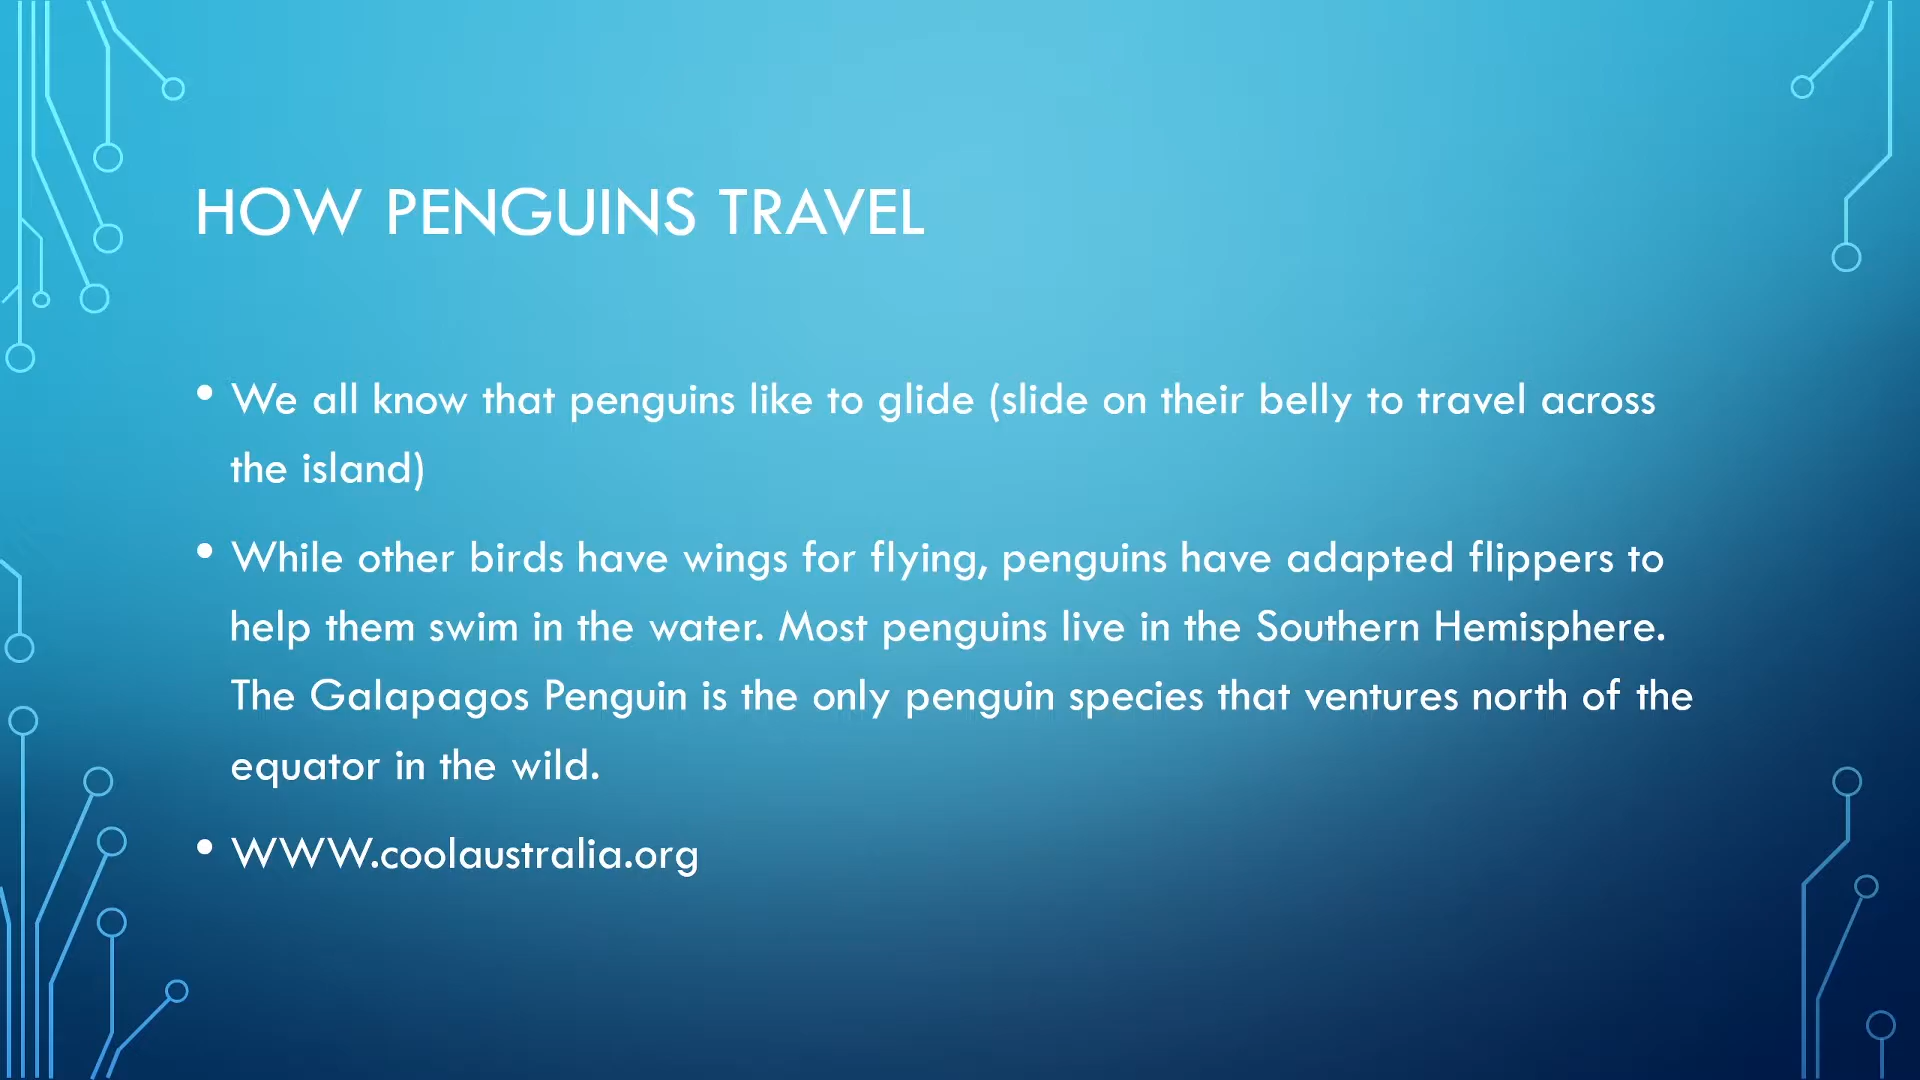 HOW PENGUINS TRAVEL
• We all know that penguins like to glide (slide on their belly to travel across
the island)
• While other birds have wings for flying, penguins have adapted flippers to
help them swim in the water. Most penguins live in the Southern Hemisphere.
The Galapagos Penguin is the only penguin species that ventures north of the
equator in the wild.
• WWW.coolaustralia.org